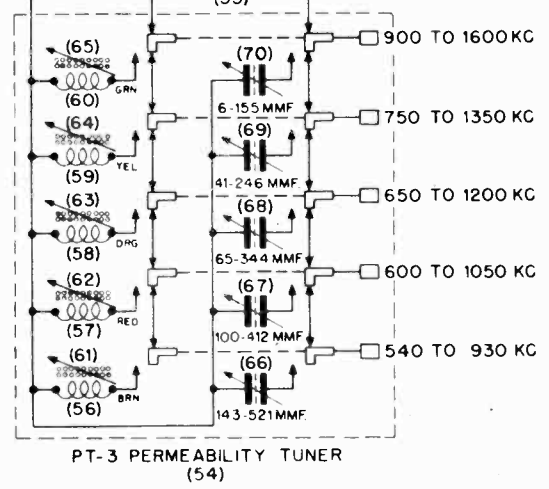 (65)
(60)
GRN
(70)
6-155 MMF
900 TO 1600 KC
(64)
(59)
YEL
(69)
41-246 MMF.
750 TO 1350 KC
(63)
(58)
ORG
(68)
65-344 MMF
650 TO 1200 KC
(62)
(57)
RED
(67)
100-412 MMF
600 TO 1050 KC
(61)
(56)
BRN
(66)
143-521 MMF
540 TO 930 KC
PT-3 PERMEABILITY TUNER
(54)